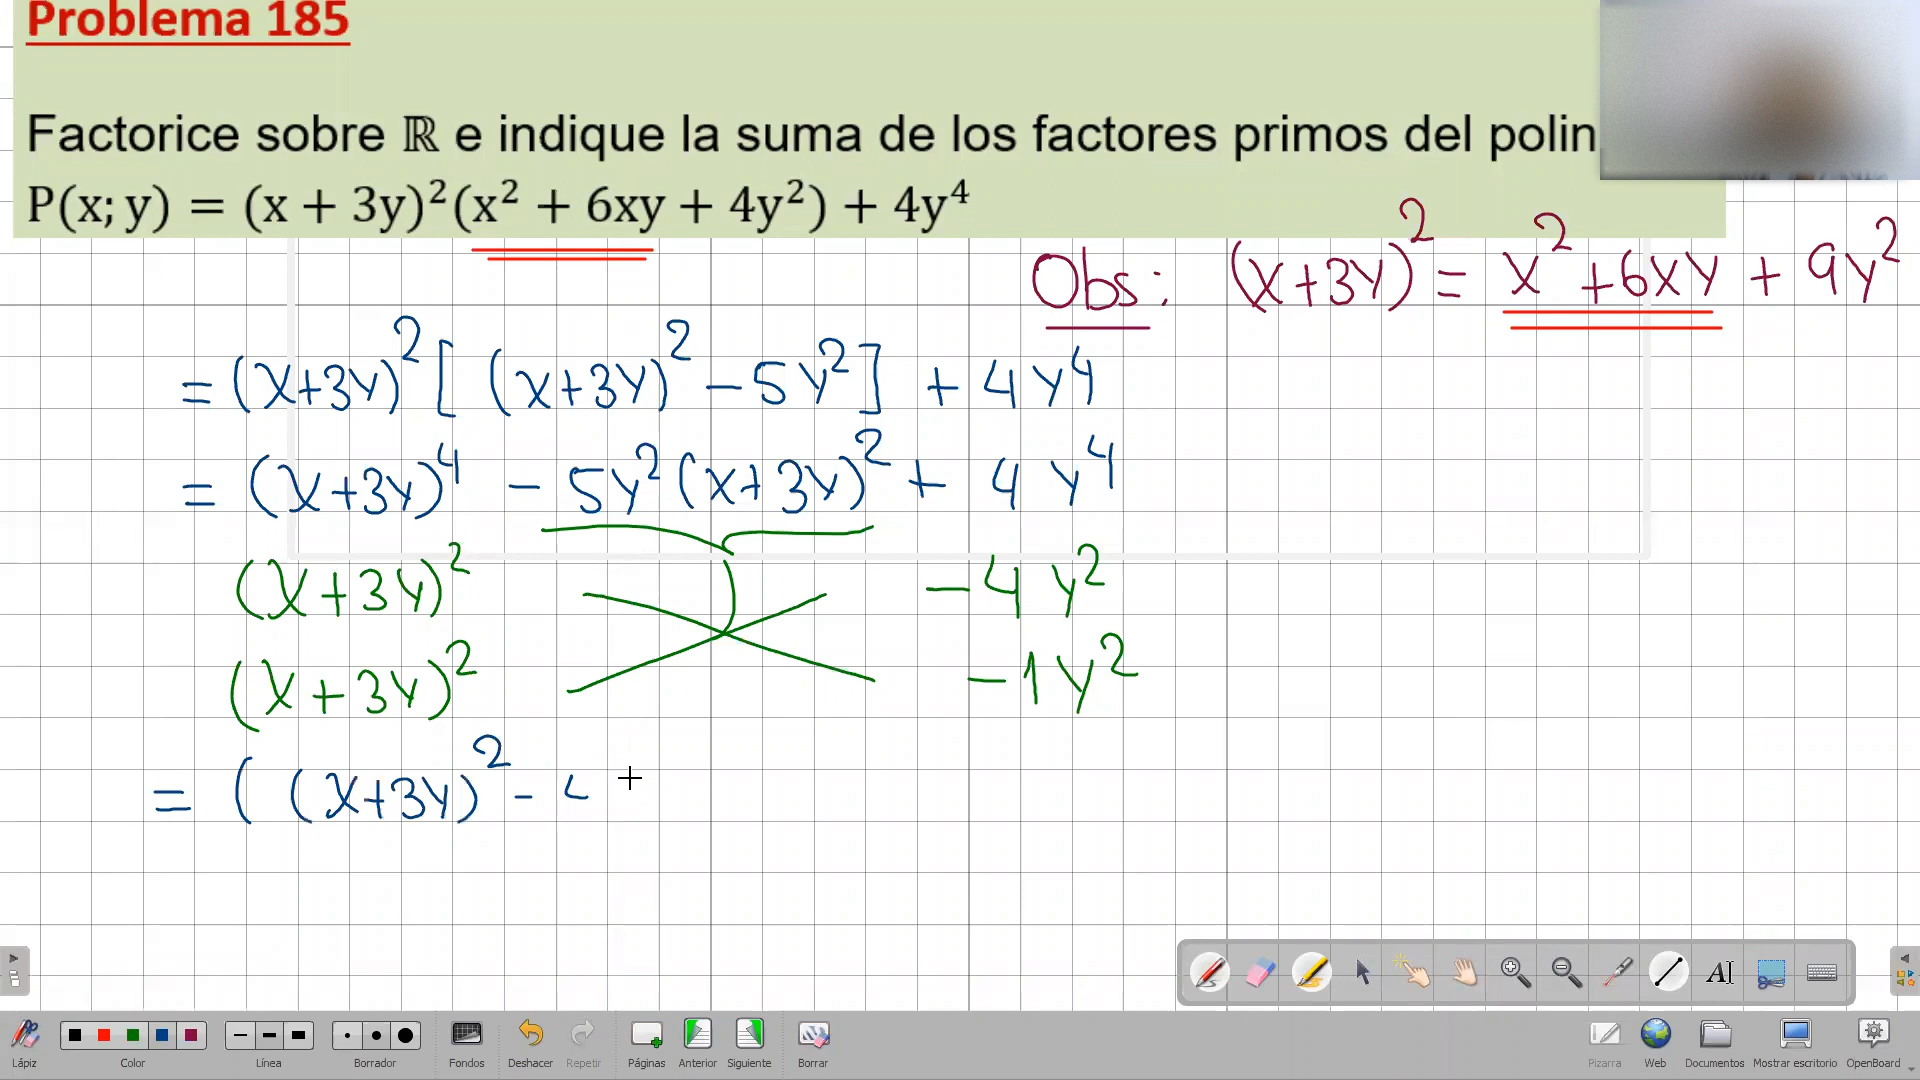 Problema 185
Factorice sobre ℝ e indique la suma de los factores primos del polin
P(x; y) = (x + 3y)²(x² + 6xy + 4y²) + 4y⁴
Obs: (x+3y)² = x² + 6xy + 9y²
= (x+3y)² [ (x+3y)² - 5y² ] + 4y⁴
= (x+3y)⁴ - 5y² (x+3y)² + 4y⁴
(x+3y)² -4y²
(x+3y)² -1y²
= ( (x+3y)² -
AI
Lápiz Color Línea Borrador Fondos Deshacer Repetir Páginas Anterior Siguiente Borrar Pizarra Web Documentos Mostrar escritorio OpenBoard